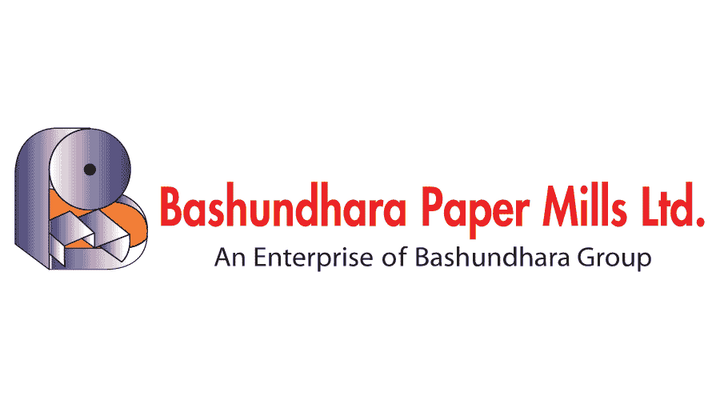 Bashundhara Paper Mills Ltd.
An Enterprise of Bashundhara Group